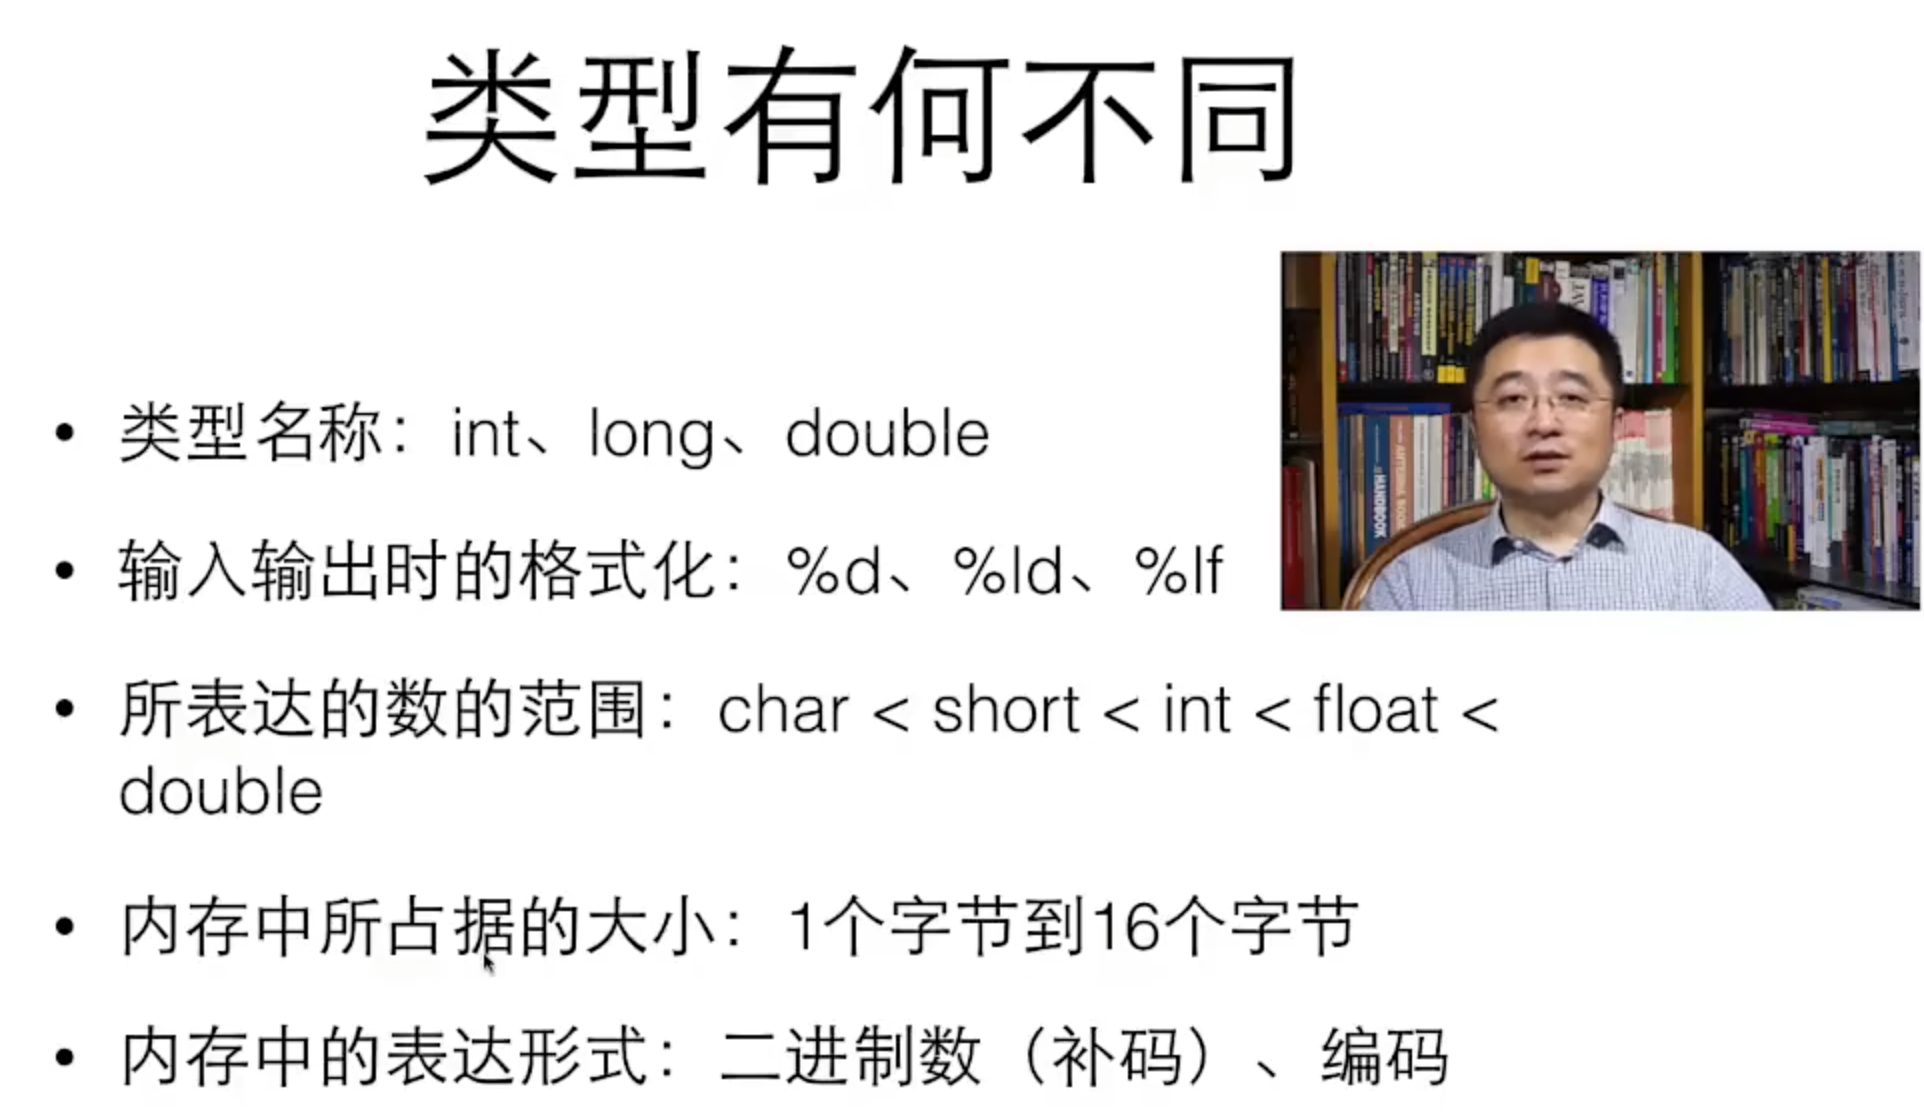 类型有何不同
• 类型名称：int、long、double
• 输入输出时的格式化：%d、%ld、%lf
• 所表达的数的范围：char < short < int < float <
double
• 内存中所占据的大小：1个字节到16个字节
• 内存中的表达形式：二进制数（补码）、编码
HANDBOOK
ANTENNA BOOK